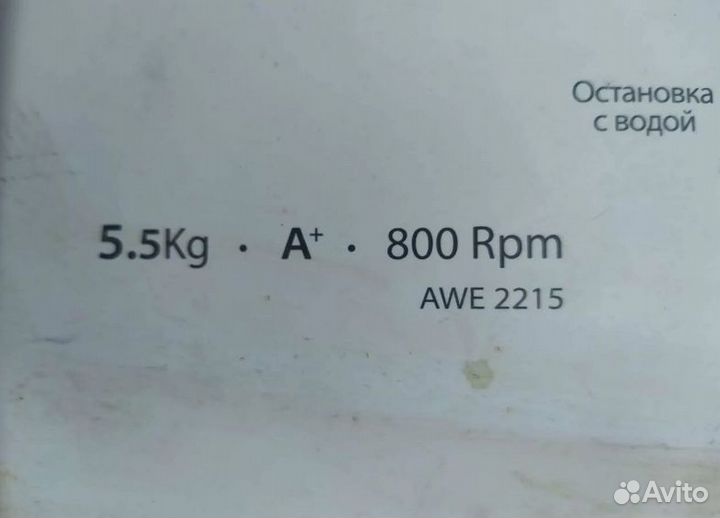 Остановка
с водой
5.5Kg · A+ · 800 Rpm
AWE 2215
Avito